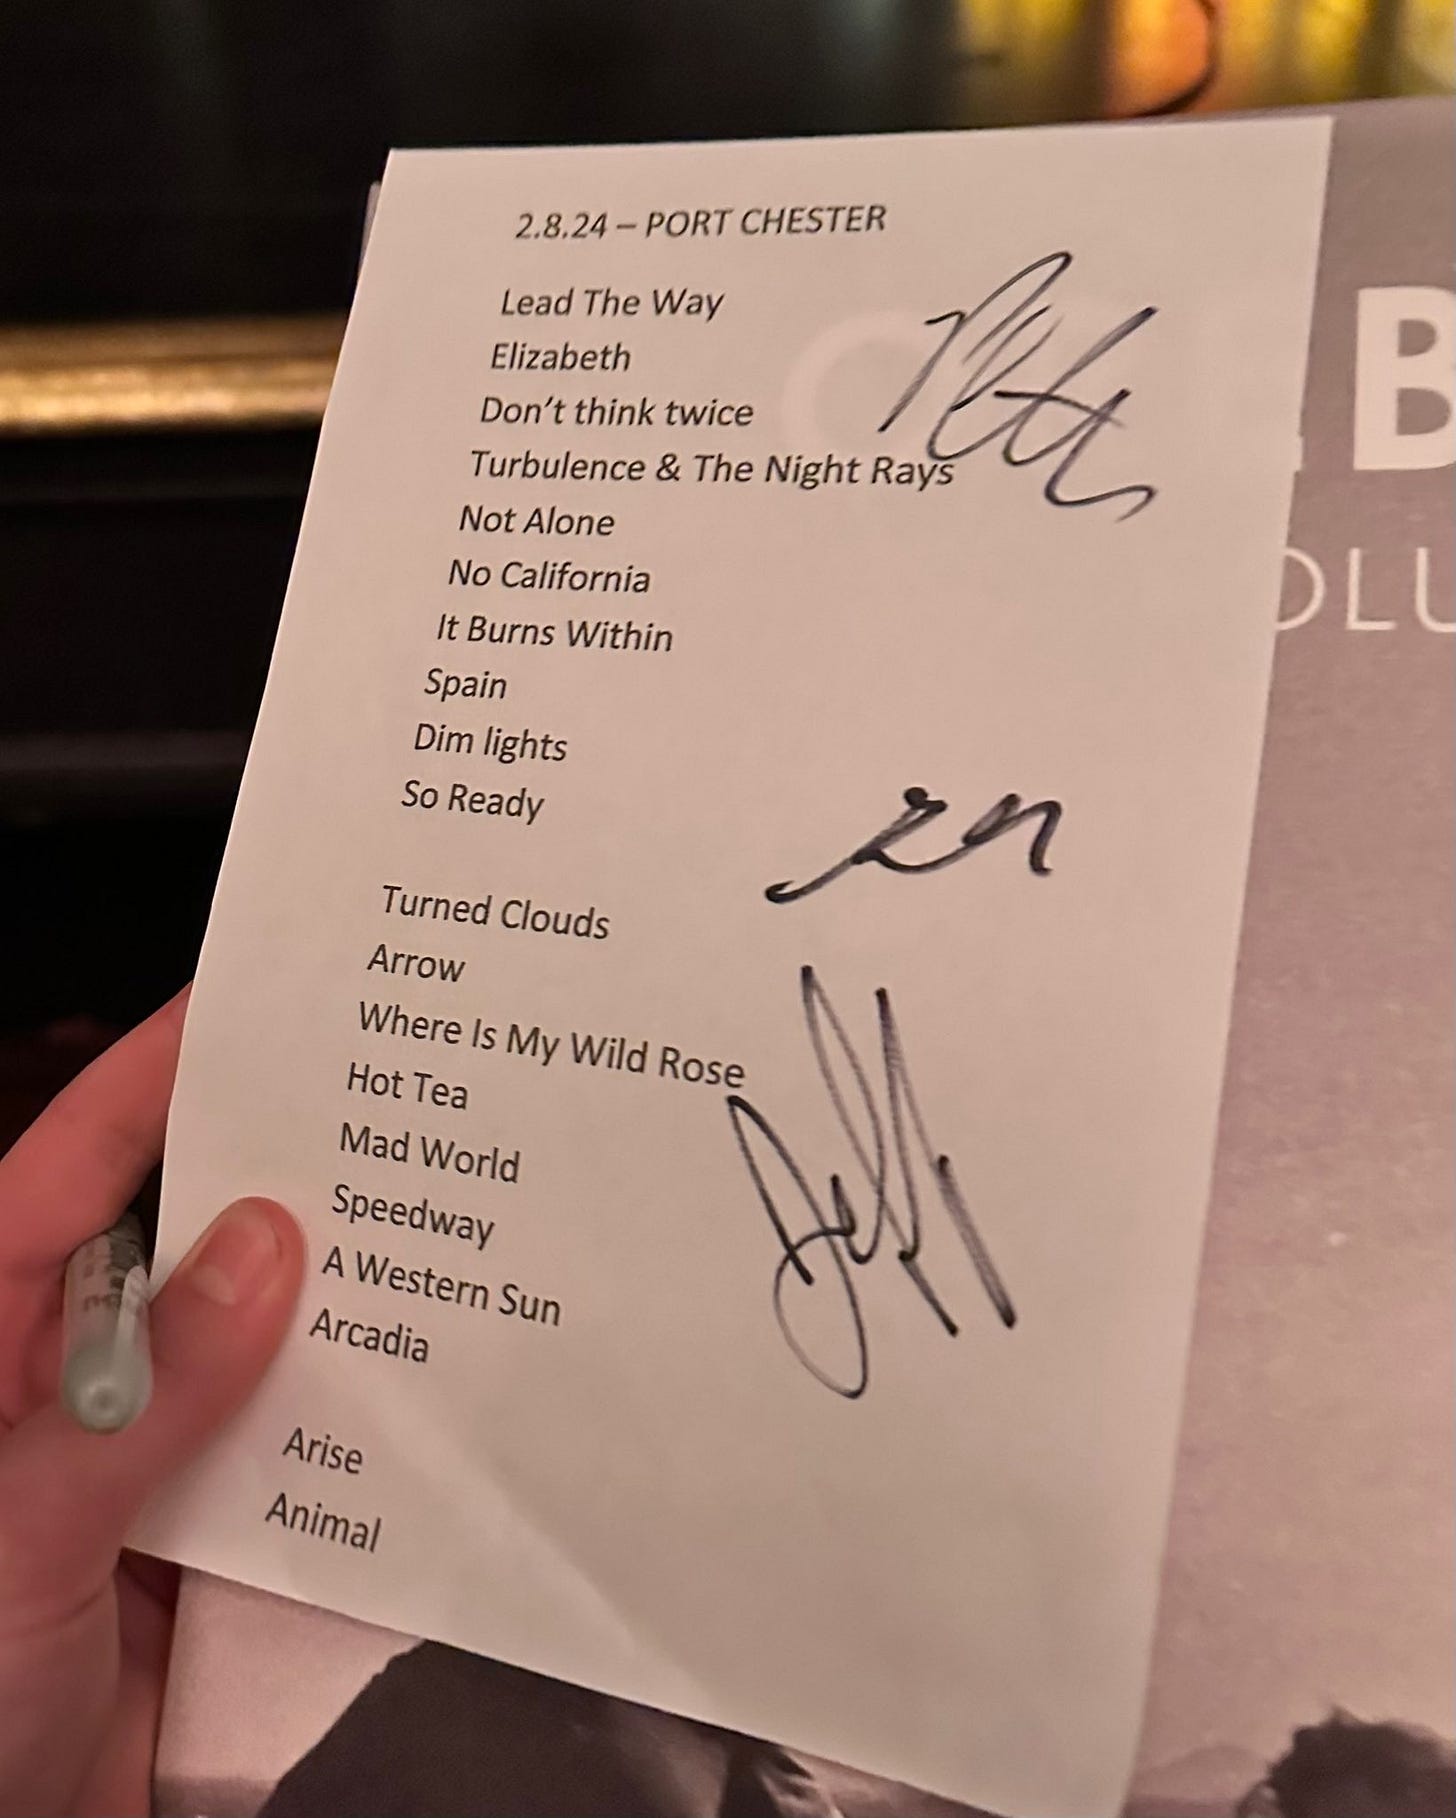 2.8.24 – PORT CHESTER
Lead The Way
Elizabeth
Don't think twice
Turbulence & The Night Rays
Not Alone
No California
It Burns Within
Spain
Dim lights
So Ready
Turned Clouds
Arrow
Where Is My Wild Rose
Hot Tea
Mad World
Speedway
A Western Sun
Arcadia
Arise
Animal
B
OLU